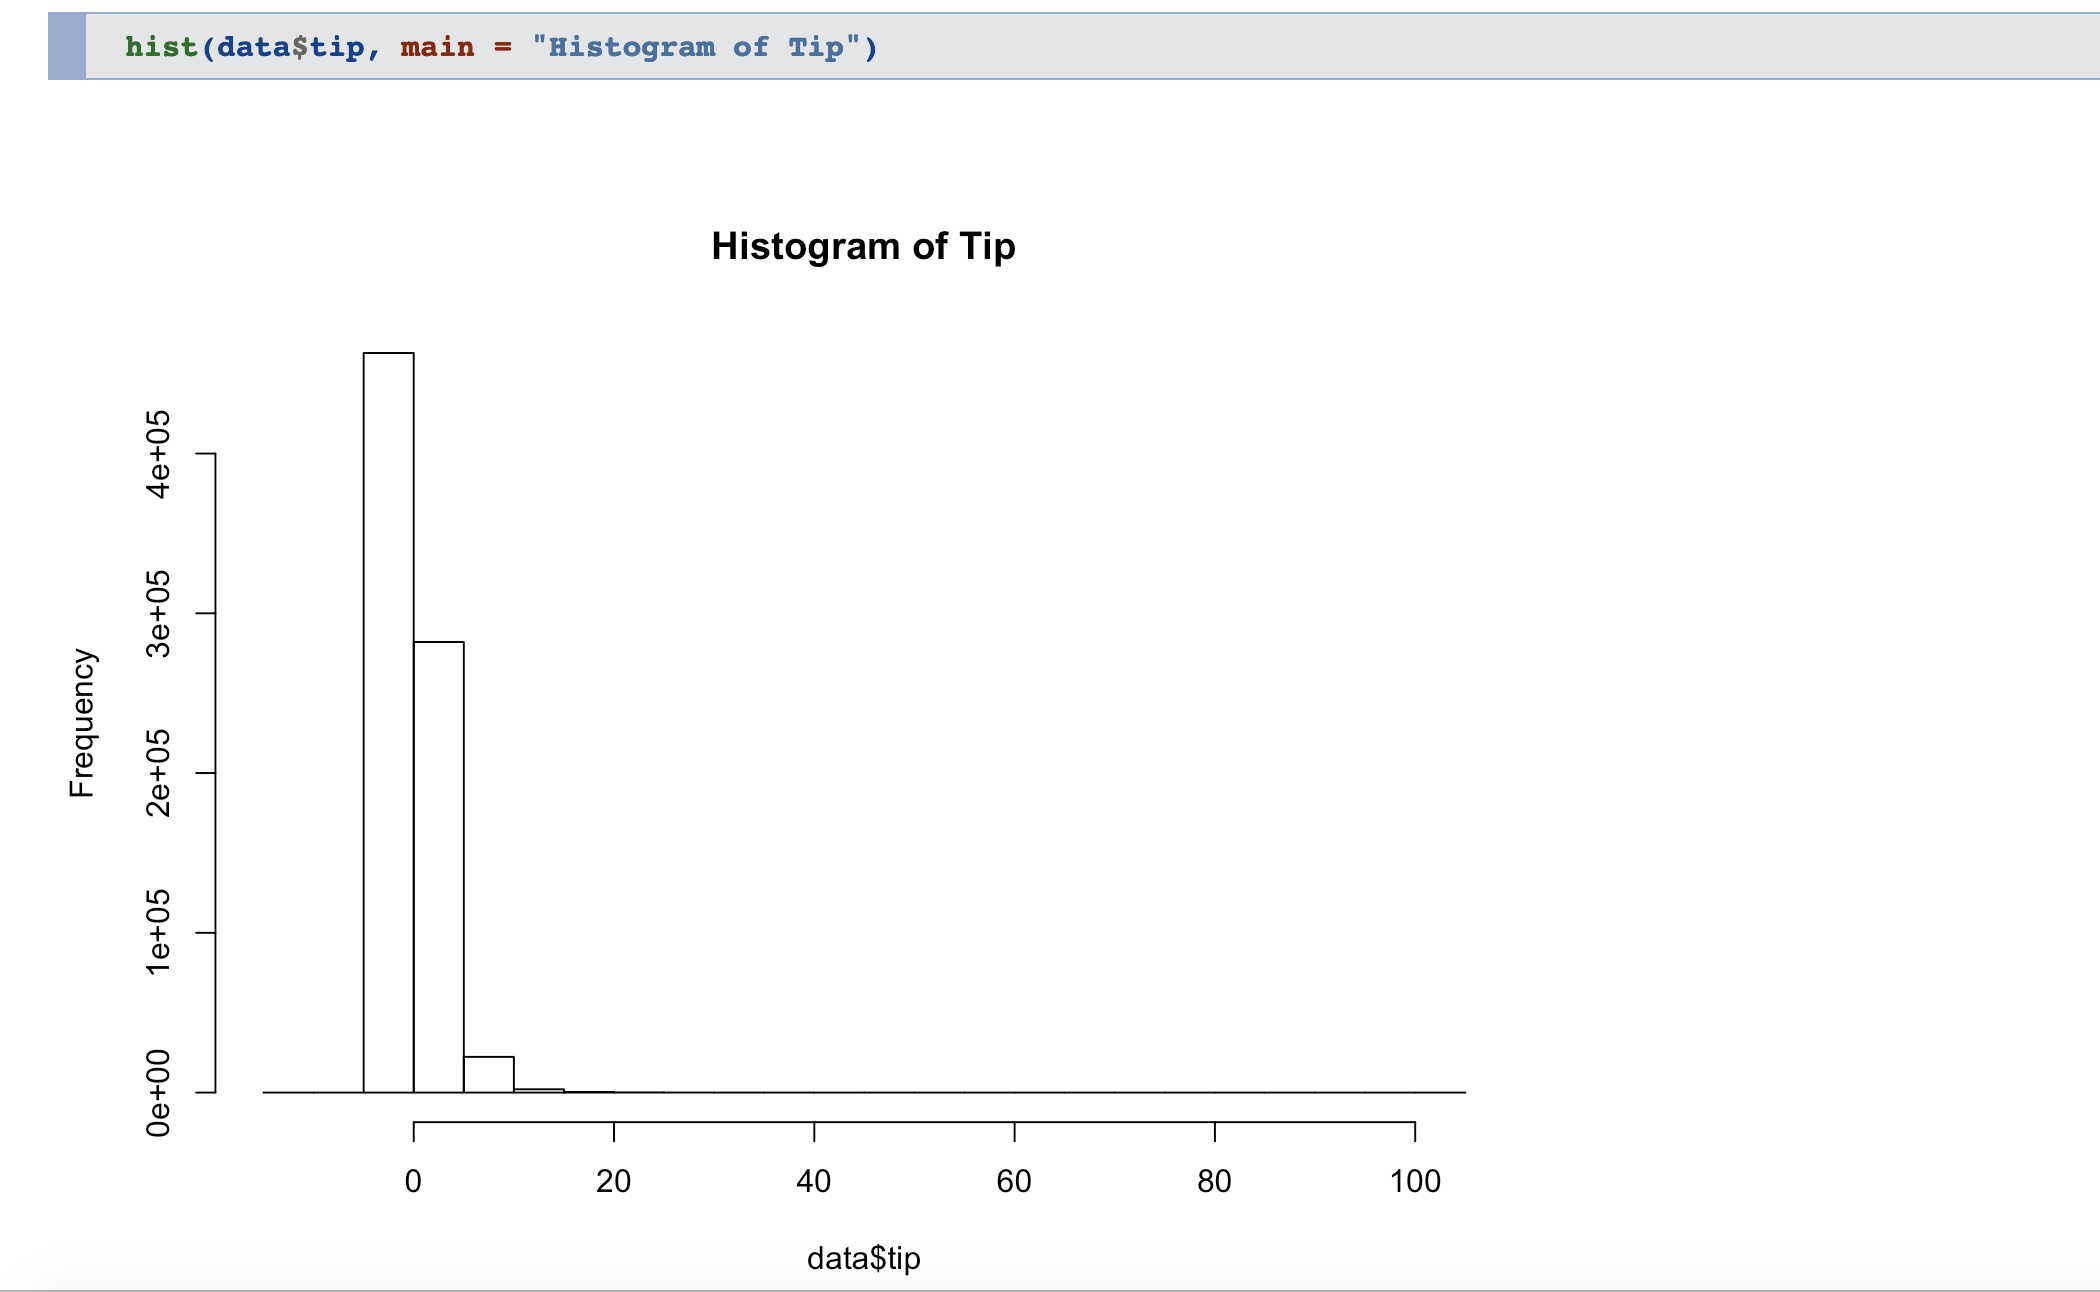 hist(data$tip, main = "Histogram of Tip")
Histogram of Tip
Frequency
4e+05
3e+05
2e+05
1e+05
0e+00
0 20 40 60 80 100
data$tip